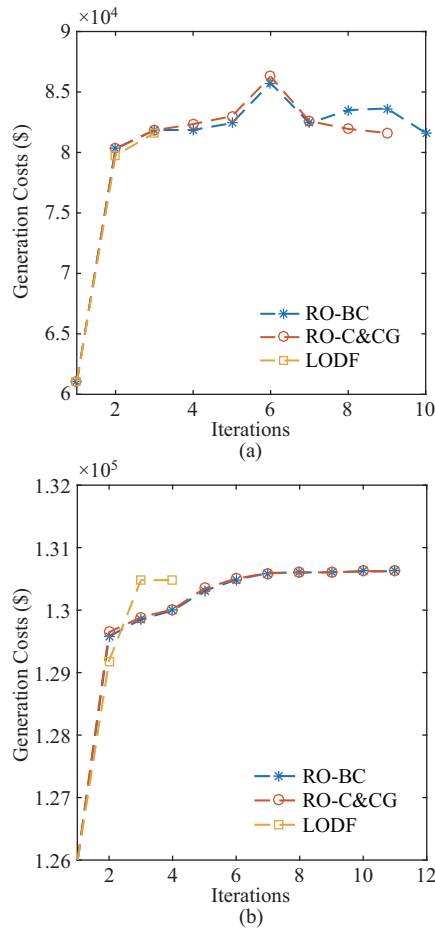 ×10⁴
9
8.5
8
7.5
7
6.5
6
Generation Costs ($)
RO-BC
RO-C&CG
LODF
2 4 6 8 10
Iterations
(a)
×10⁵
1.32
1.31
1.3
1.29
1.28
1.27
1.26
Generation Costs ($)
RO-BC
RO-C&CG
LODF
2 4 6 8 10 12
Iterations
(b)